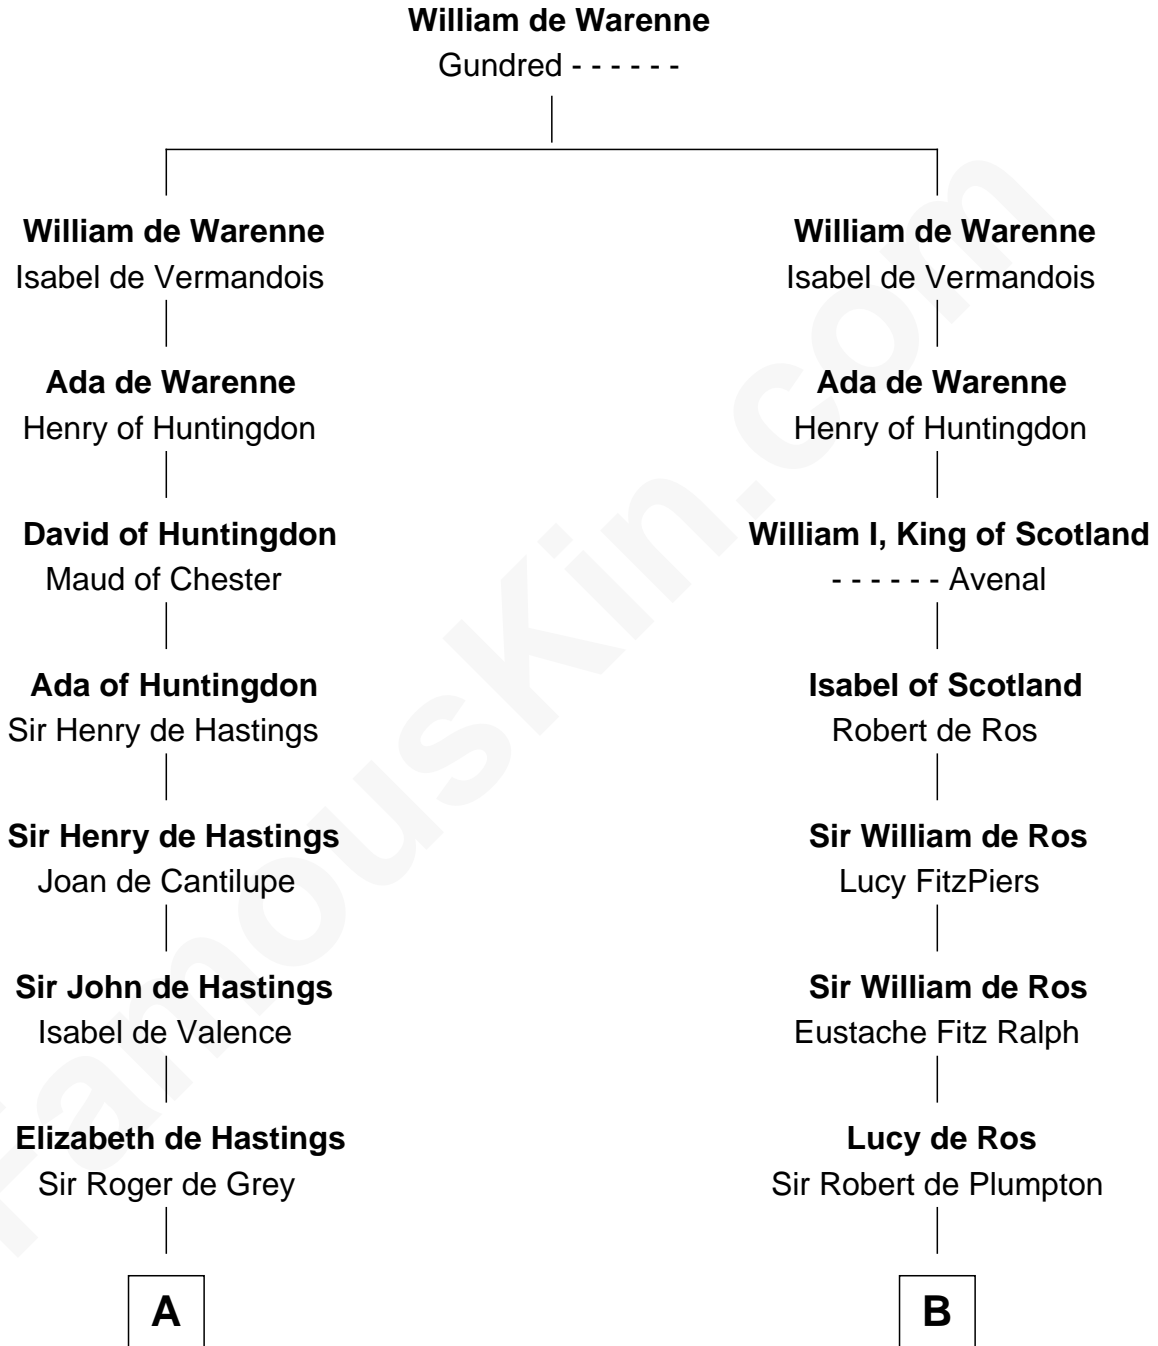 William de Warenne
Gundred - - - - - -
William de Warenne
Isabel de Vermandois
William de Warenne
Isabel de Vermandois
Ada de Warenne
Henry of Huntingdon
Ada de Warenne
Henry of Huntingdon
David of Huntingdon
Maud of Chester
William I, King of Scotland
- - - - - - Avenal
Ada of Huntingdon
Sir Henry de Hastings
Isabel of Scotland
Robert de Ros
Sir Henry de Hastings
Joan de Cantilupe
Sir William de Ros
Lucy FitzPiers
Sir John de Hastings
Isabel de Valence
Sir William de Ros
Eustache Fitz Ralph
Elizabeth de Hastings
Sir Roger de Grey
Lucy de Ros
Sir Robert de Plumpton
A
B
FamousKin.com